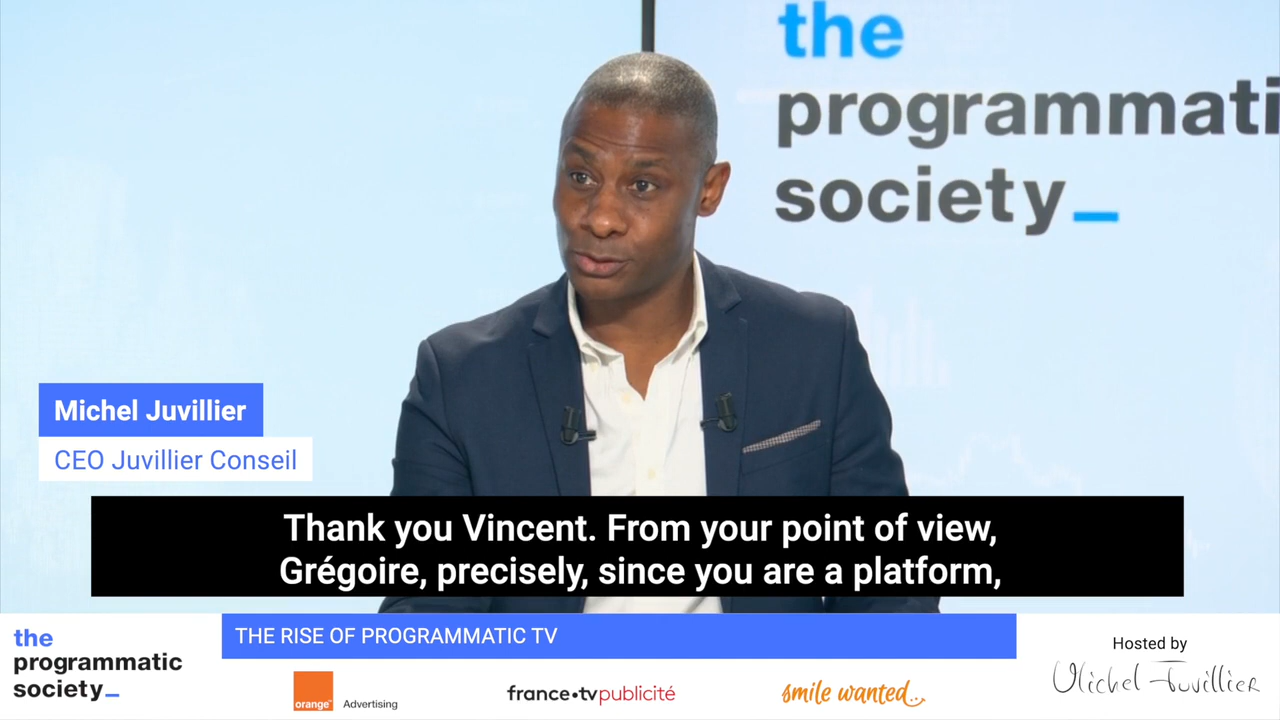 the
programmati
society_
Michel Juvillier
CEO Juvillier Conseil
Thank you Vincent. From your point of view,
Grégoire, precisely, since you are a platform,
the
programmatic
society_
THE RISE OF PROGRAMMATIC TV
orange™ Advertising
france•tvpublicité
smile wanted..
Hosted by
Michel Juvillier